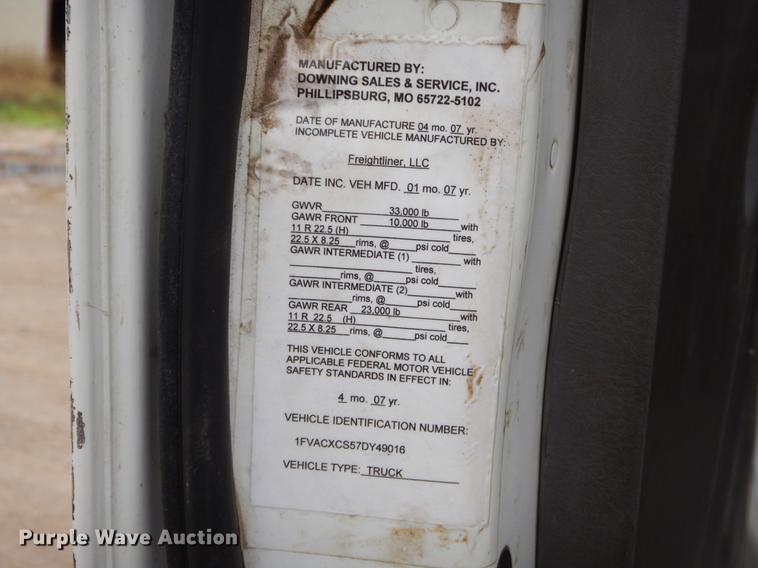 MANUFACTURED BY:
DOWNING SALES & SERVICE, INC.
PHILLIPSBURG, MO 65722-5102
DATE OF MANUFACTURE 04 mo. 07 yr.
INCOMPLETE VEHICLE MANUFACTURED BY:
Freightliner, LLC
DATE INC. VEH MFD. 01 mo. 07 yr.
GWVR 33,000 lb
GAWR FRONT 10,000 lb with
11 R 22.5 (H) tires,
22.5 X 8.25 rims, @ psi cold
GAWR INTERMEDIATE (1) with
tires,
rims, @ psi cold
GAWR INTERMEDIATE (2) with
rims, @ psi cold
GAWR REAR 23,000 lb with
11 R 22.5 (H) tires,
22.5 X 8.25 rims, @ psi cold
THIS VEHICLE CONFORMS TO ALL
APPLICABLE FEDERAL MOTOR VEHICLE
SAFETY STANDARDS IN EFFECT IN:
4 mo. 07 yr.
VEHICLE IDENTIFICATION NUMBER:
1FVACXCS57DY49016
VEHICLE TYPE: TRUCK
Purple Wave Auction